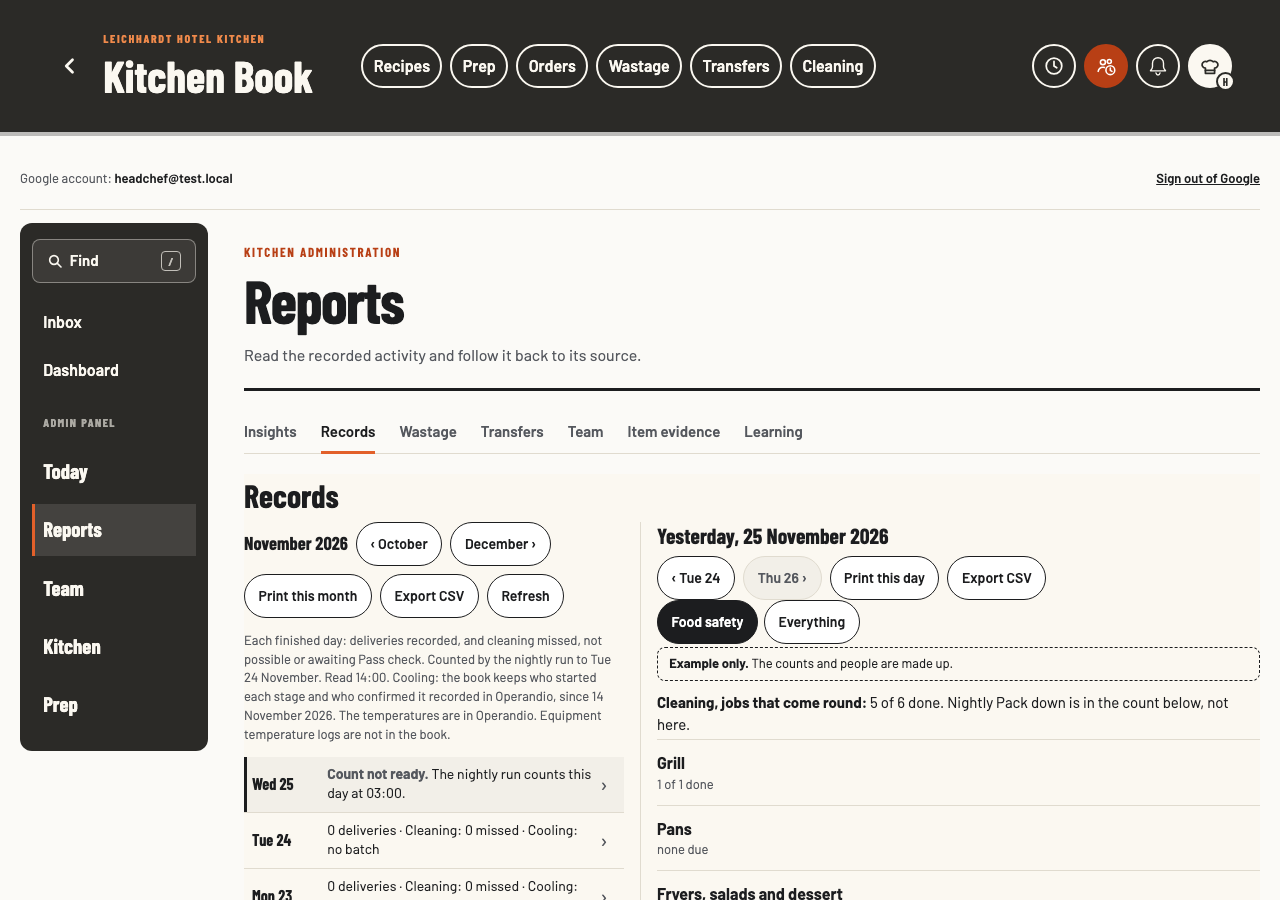 LEICHHARDT HOTEL KITCHEN
Kitchen Book
Recipes
Prep
Orders
Wastage
Transfers
Cleaning
H
Google account: headchef@test.local
Sign out of Google
Find
/
Inbox
Dashboard
ADMIN PANEL
Today
Reports
Team
Kitchen
Prep
KITCHEN ADMINISTRATION
Reports
Read the recorded activity and follow it back to its source.
Insights
Records
Wastage
Transfers
Team
Item evidence
Learning
Records
November 2026
‹ October
December ›
Print this month
Export CSV
Refresh
Each finished day: deliveries recorded, and cleaning missed, not
possible or awaiting Pass check. Counted by the nightly run to Tue
24 November. Read 14:00. Cooling: the book keeps who started
each stage and who confirmed it recorded in Operandio, since 14
November 2026. The temperatures are in Operandio. Equipment
temperature logs are not in the book.
Wed 25
Count not ready. The nightly run counts this
day at 03:00.
›
Tue 24
0 deliveries · Cleaning: 0 missed · Cooling:
no batch
›
Mon 23
0 deliveries · Cleaning: 0 missed · Cooling:
›
Yesterday, 25 November 2026
‹ Tue 24
Thu 26 ›
Print this day
Export CSV
Food safety
Everything
Example only. The counts and people are made up.
Cleaning, jobs that come round: 5 of 6 done. Nightly Pack down is in the count below, not
here.
Grill
1 of 1 done
Pans
none due
Fryers, salads and dessert